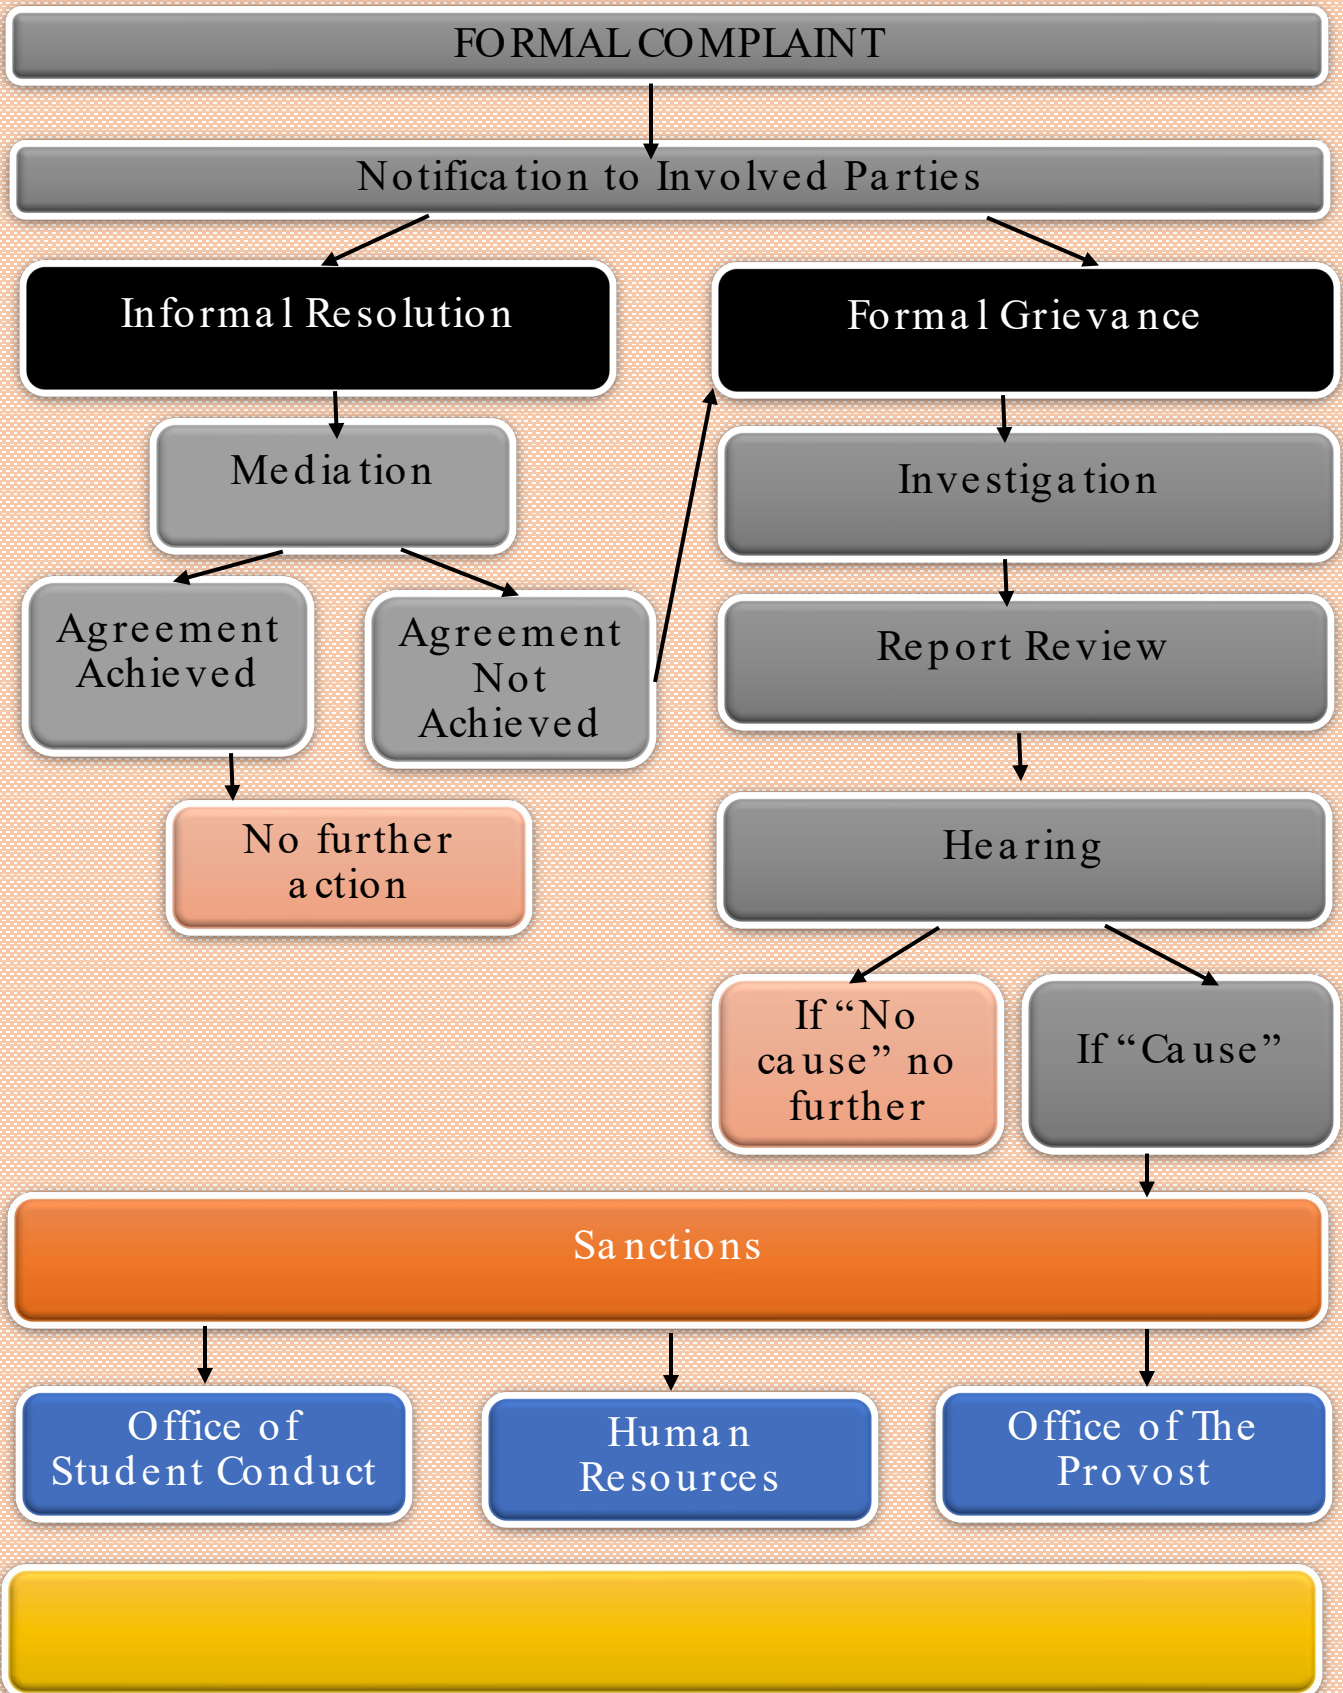 FORMAL COMPLAINT
Notification to Involved Parties
Informal Resolution
Formal Grievance
Mediation
Investigation
Agreement
Achieved
Agreement
Not
Achieved
Report Review
No further
action
Hearing
If “No
cause” no
further
If “Cause”
Sanctions
Office of
Student Conduct
Human
Resources
Office of The
Provost